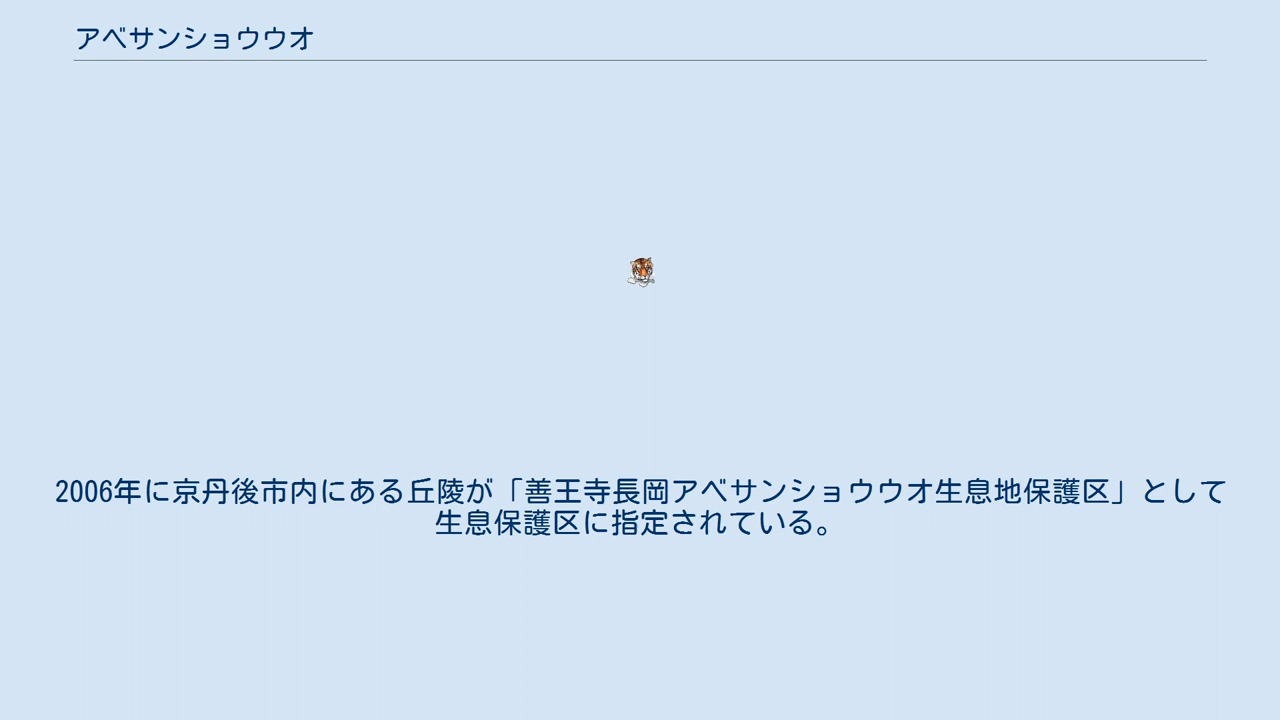 アベサンショウウオ
2006年に京丹後市内にある丘陵が「善王寺長岡アベサンショウウオ生息地保護区」として
生息保護区に指定されている。